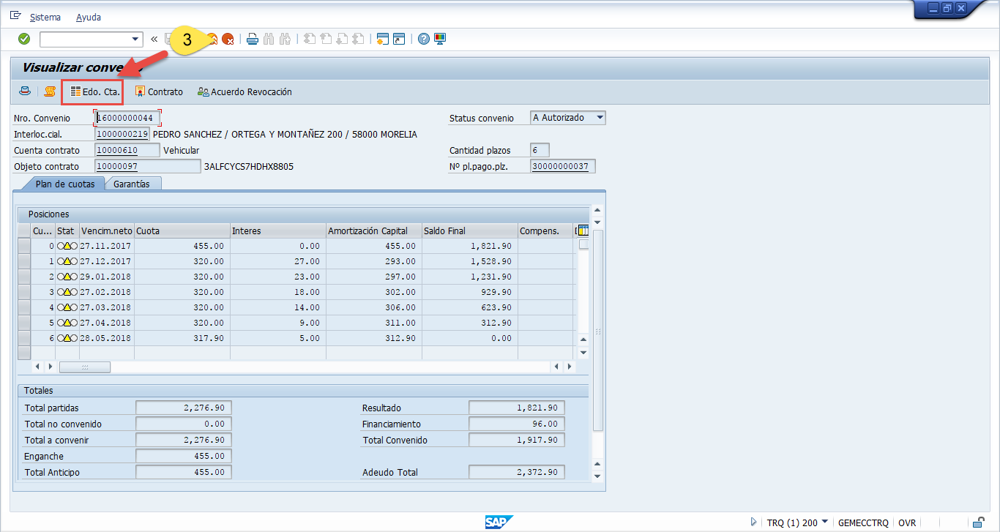 Sistema Ayuda
« 3
Visualizar conve
Edo. Cta. Contrato Acuerdo Revocación
Nro. Convenio 16000000044 Status convenio A Autorizado
Interloc.cial. 1000000219 PEDRO SANCHEZ / ORTEGA Y MONTAÑEZ 200 / 58000 MORELIA
Cuenta contrato 10000610 Vehicular Cantidad plazos 6
Objeto contrato 10000097 3ALFCYCS7HDHX8805 Nº pl.pago.plz. 30000000037
Plan de cuotas Garantías
Posiciones
Cu... Stat Vencim.neto Cuota Interes Amortización Capital Saldo Final Compens.
0 27.11.2017 455.00 0.00 455.00 1,821.90
1 27.12.2017 320.00 27.00 293.00 1,528.90
2 29.01.2018 320.00 23.00 297.00 1,231.90
3 27.02.2018 320.00 18.00 302.00 929.90
4 27.03.2018 320.00 14.00 306.00 623.90
5 27.04.2018 320.00 9.00 311.00 312.90
6 28.05.2018 317.90 5.00 312.90 0.00
Totales
Total partidas 2,276.90 Resultado 1,821.90
Total no convenido 0.00 Financiamiento 96.00
Total a convenir 2,276.90 Total Convenido 1,917.90
Enganche 455.00
Total Anticipo 455.00 Adeudo Total 2,372.90
SAP TRQ (1) 200 GEMECCTRQ OVR